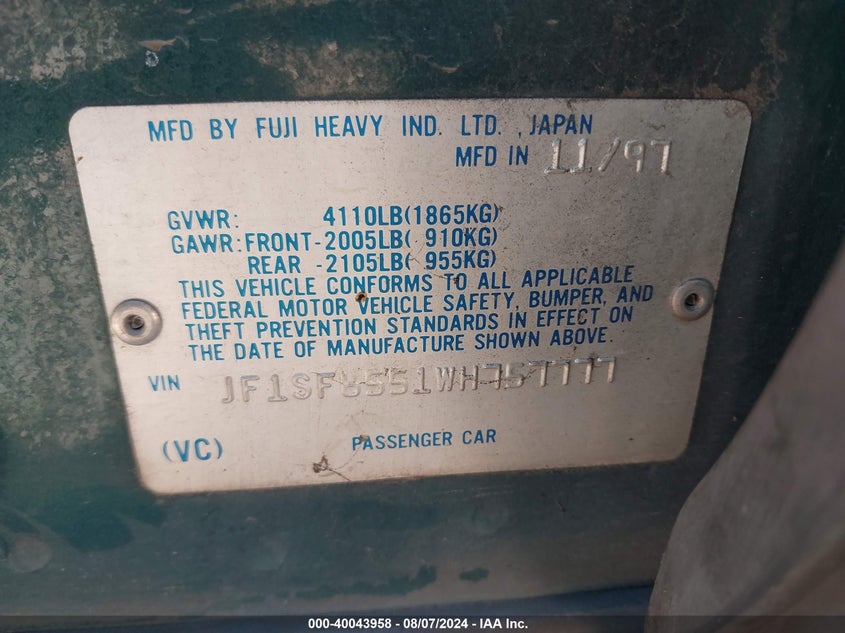 MFD BY FUJI HEAVY IND. LTD. , JAPAN
MFD IN 11/97
GVWR: 4110LB(1865KG)
GAWR:FRONT-2005LB( 910KG)
REAR -2105LB( 955KG)
THIS VEHICLE CONFORMS TO ALL APPLICABLE
FEDERAL MOTOR VEHICLE SAFETY, BUMPER, AND
THEFT PREVENTION STANDARDS IN EFFECT ON
THE DATE OF MANUFACTURE SHOWN ABOVE.
VIN JF1SF6551WH757777
(VC) PASSENGER CAR
000-40043958 - 08/07/2024 - IAA Inc.